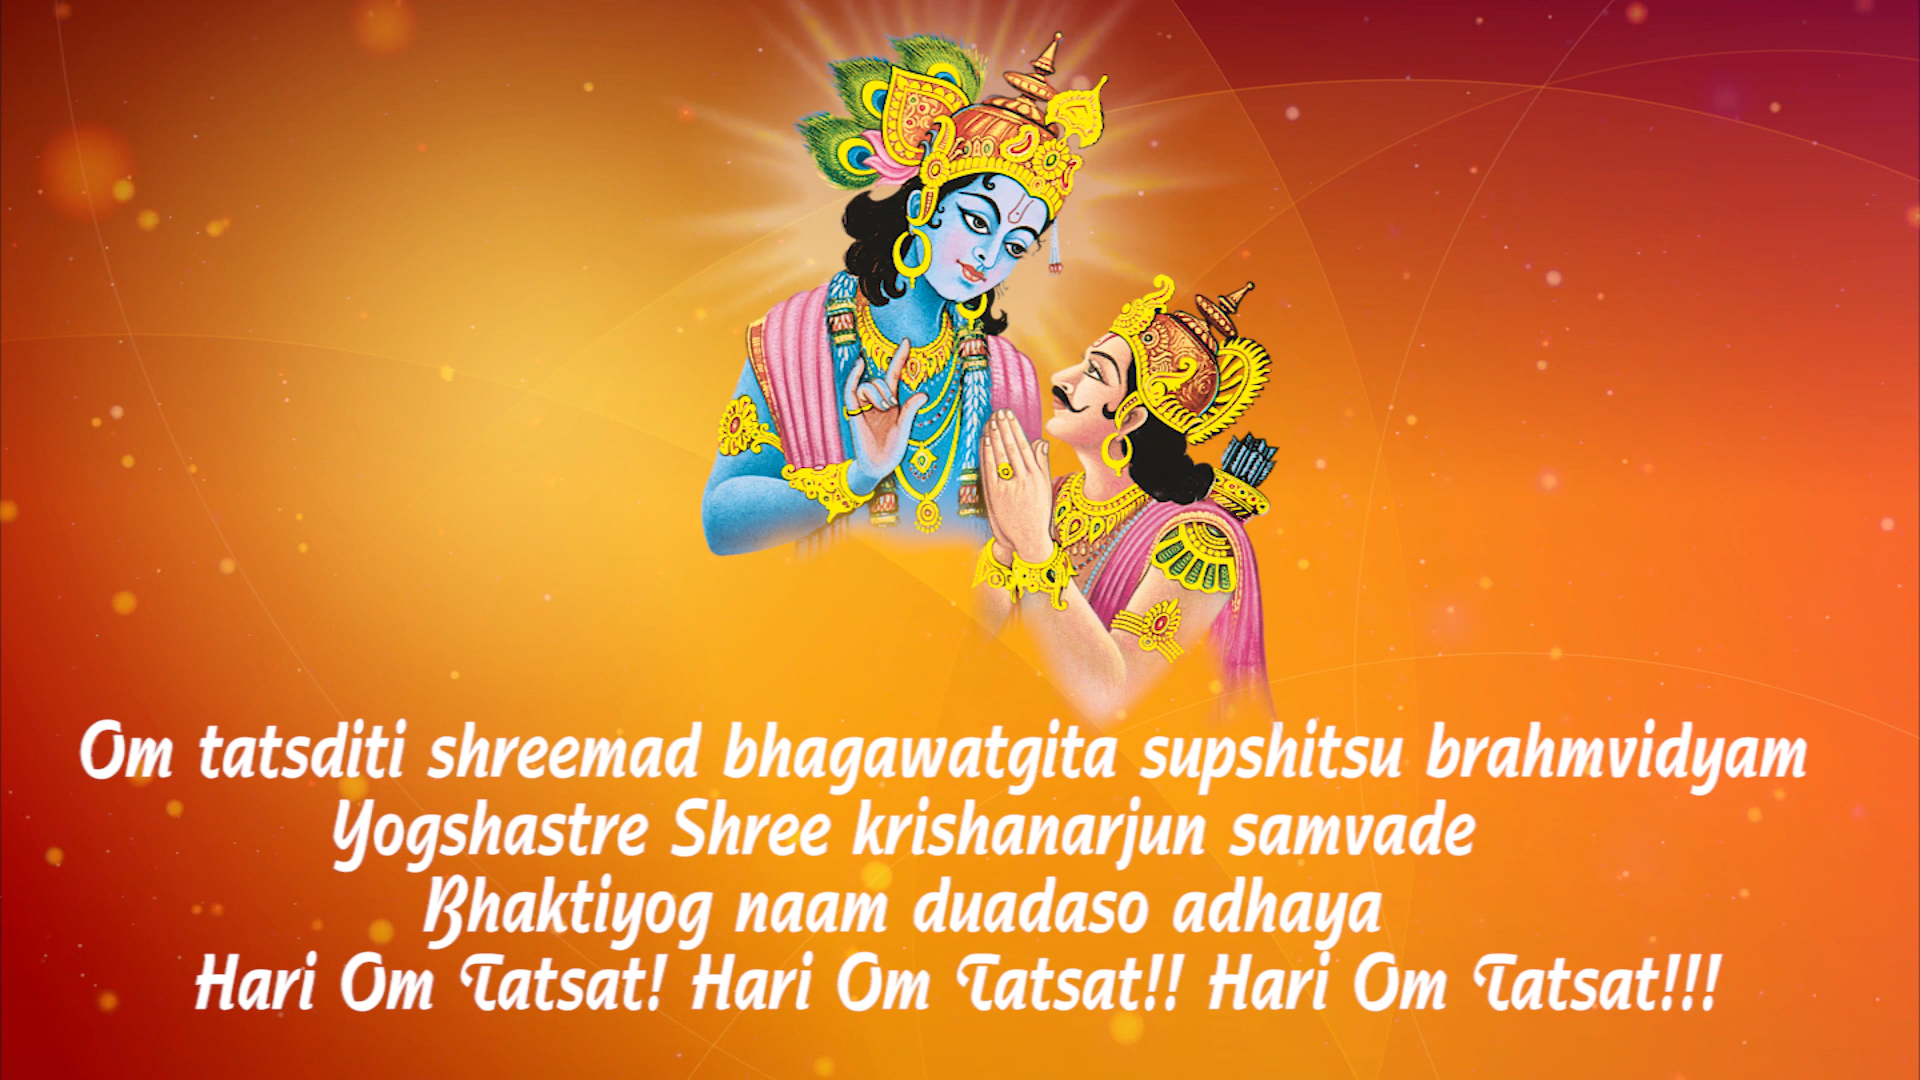 Om tatsditi shreemad bhagawatgita supshitsu brahmvidyam
Yogshastre Shree krishanarjun samvade
Bhaktiyog naam duadaso adhaya
Hari Om Tatsat! Hari Om Tatsat!! Hari Om Tatsat!!!